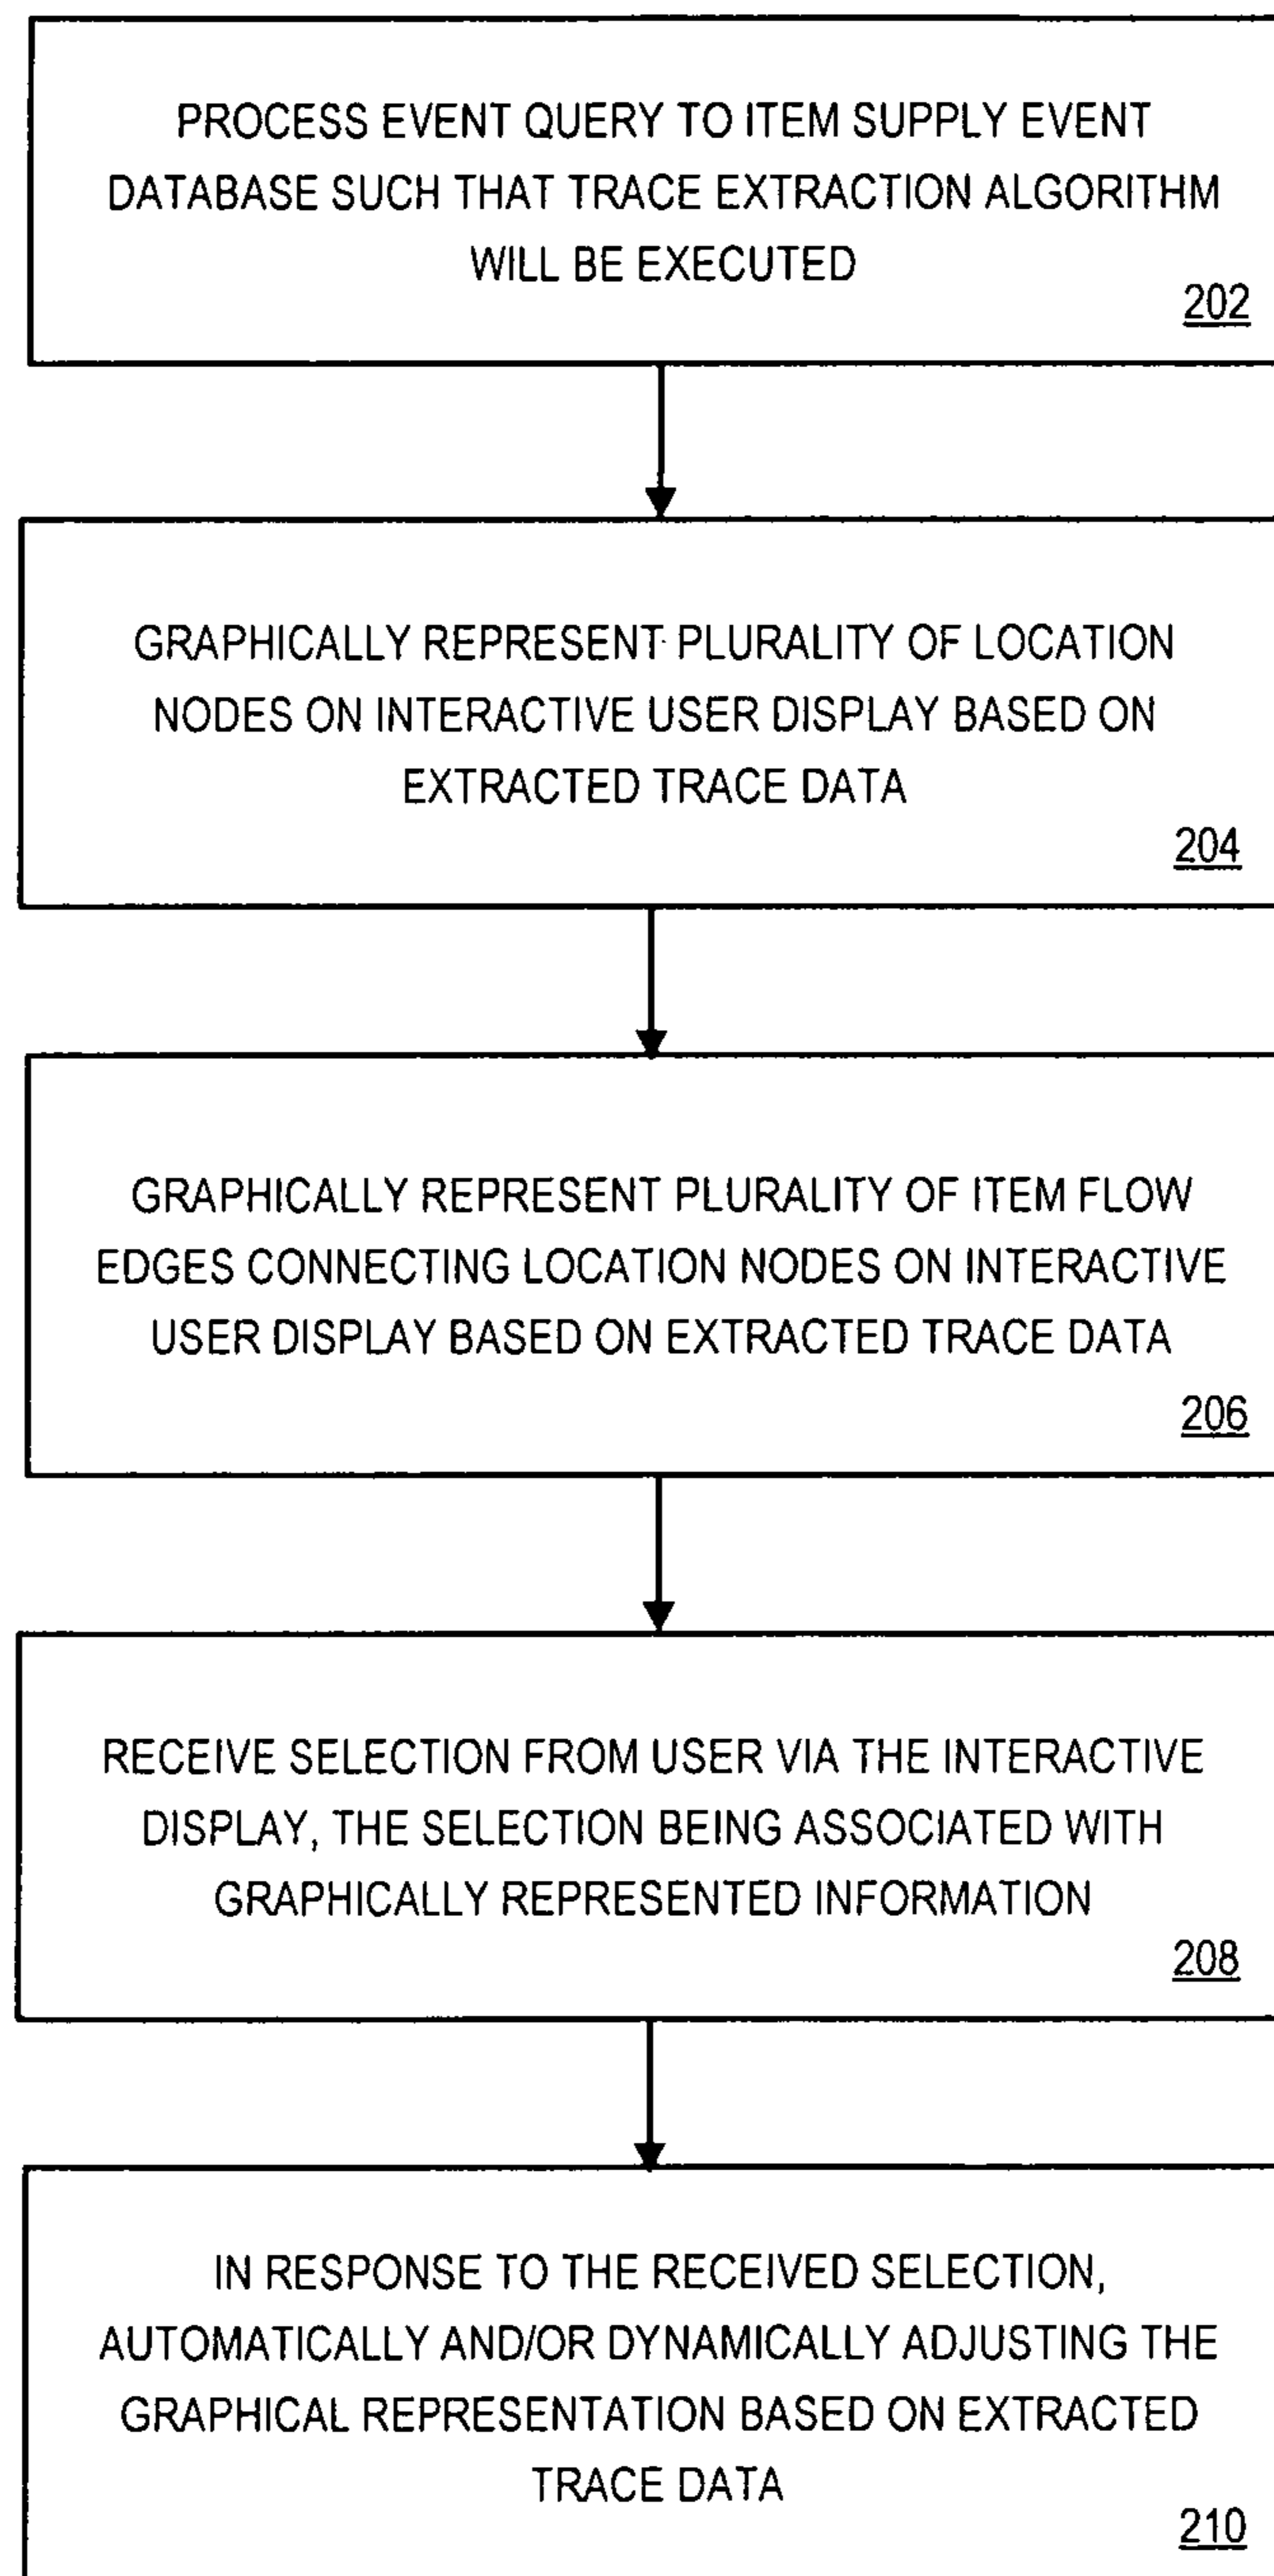 PROCESS EVENT QUERY TO ITEM SUPPLY EVENT
DATABASE SUCH THAT TRACE EXTRACTION ALGORITHM
WILL BE EXECUTED
202
GRAPHICALLY REPRESENT PLURALITY OF LOCATION
NODES ON INTERACTIVE USER DISPLAY BASED ON
EXTRACTED TRACE DATA
204
GRAPHICALLY REPRESENT PLURALITY OF ITEM FLOW
EDGES CONNECTING LOCATION NODES ON INTERACTIVE
USER DISPLAY BASED ON EXTRACTED TRACE DATA
206
RECEIVE SELECTION FROM USER VIA THE INTERACTIVE
DISPLAY, THE SELECTION BEING ASSOCIATED WITH
GRAPHICALLY REPRESENTED INFORMATION
208
IN RESPONSE TO THE RECEIVED SELECTION,
AUTOMATICALLY AND/OR DYNAMICALLY ADJUSTING THE
GRAPHICAL REPRESENTATION BASED ON EXTRACTED
TRACE DATA
210